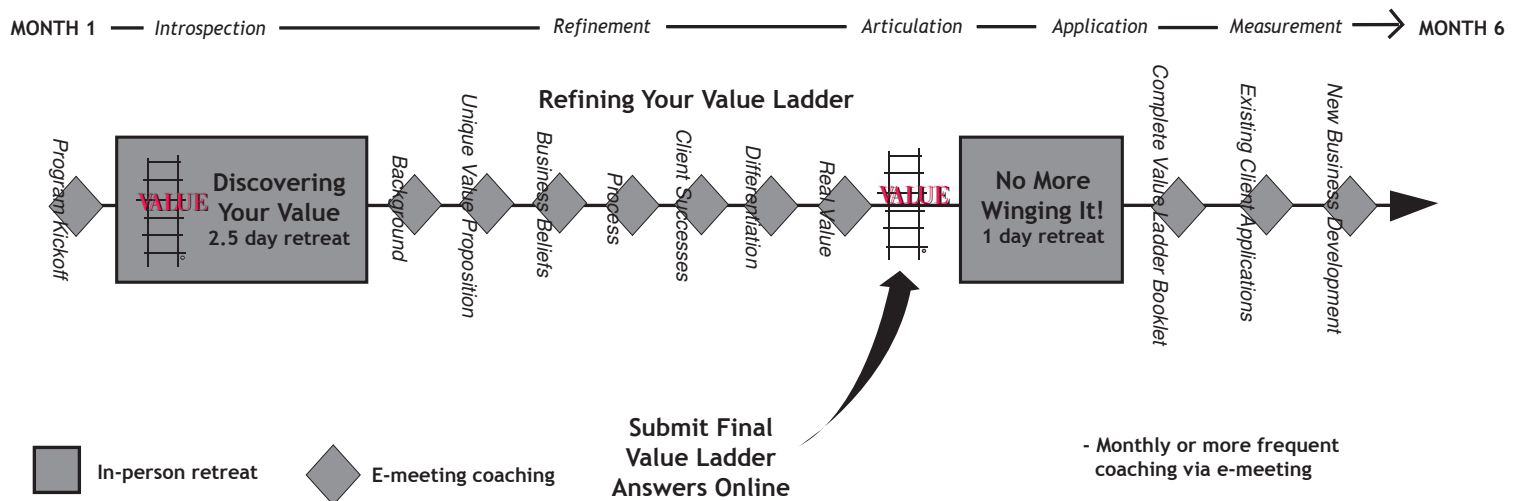 MONTH 1 Introspection Refinement Articulation Application Measurement MONTH 6
Refining Your Value Ladder
Program Kickoff
VALUE
Discovering
Your Value
2.5 day retreat
Background
Unique Value Proposition
Business Beliefs
Process
Client Successes
Differentiation
Real Value
VALUE
No More
Winging It!
1 day retreat
Complete Value Ladder Booklet
Existing Client Applications
New Business Development
Submit Final
Value Ladder
Answers Online
In-person retreat
E-meeting coaching
- Monthly or more frequent
coaching via e-meeting